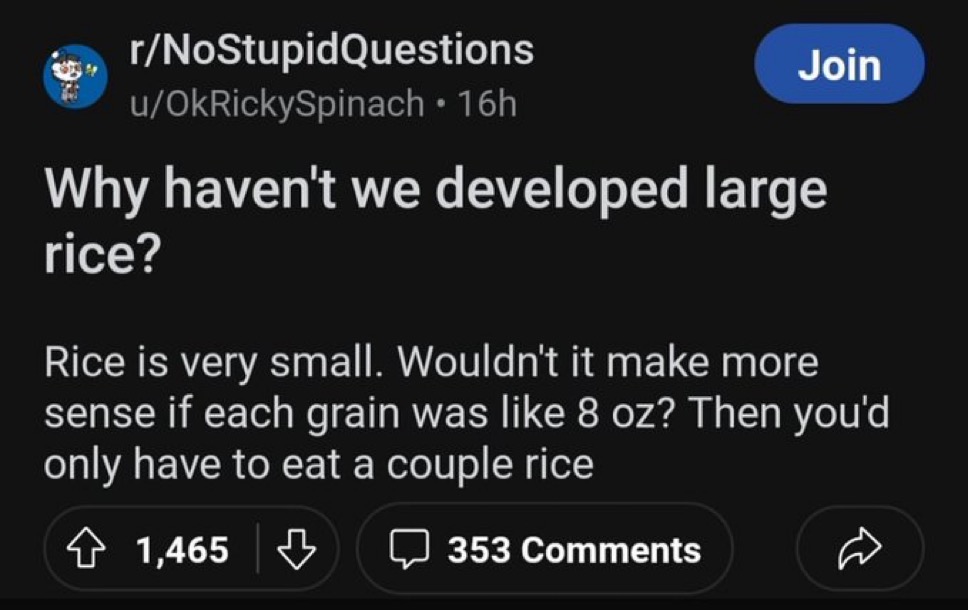 r/NoStupidQuestions
Join
u/OkRickySpinach • 16h
Why haven't we developed large
rice?
Rice is very small. Wouldn't it make more
sense if each grain was like 8 oz? Then you'd
only have to eat a couple rice
1,465
353 Comments